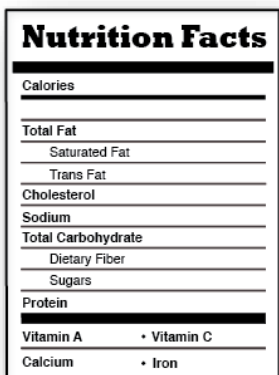 Nutrition Facts
Calories
Total Fat
Saturated Fat
Trans Fat
Cholesterol
Sodium
Total Carbohydrate
Dietary Fiber
Sugars
Protein
Vitamin A • Vitamin C
Calcium • Iron